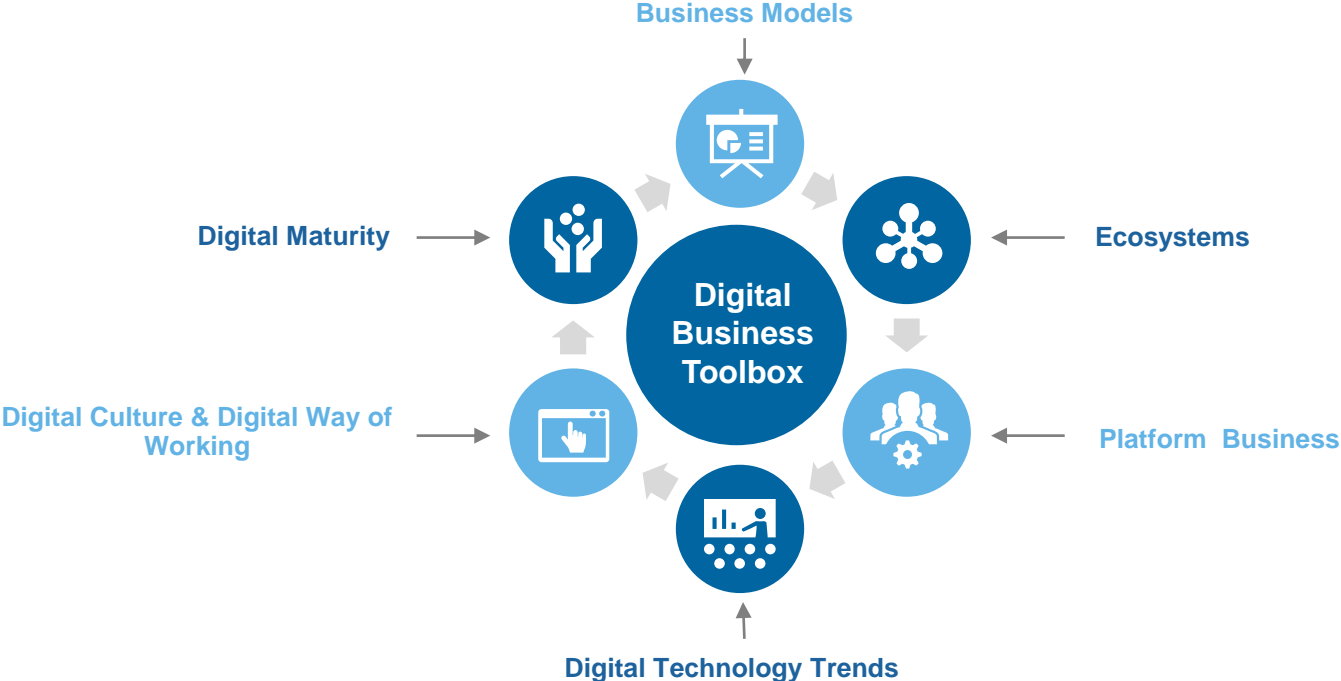 Business Models
Digital Maturity
Ecosystems
Digital
Business
Toolbox
Digital Culture & Digital Way of
Working
Platform Business
Digital Technology Trends